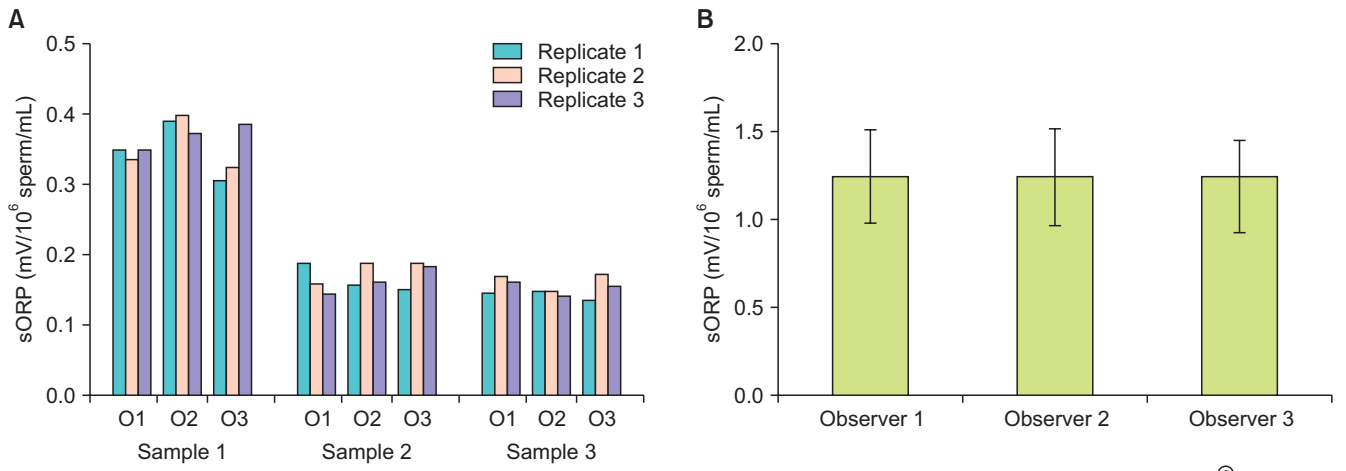 A
sORP (mV/10⁶ sperm/mL)
0.5
0.4
0.3
0.2
0.1
0.0
Replicate 1
Replicate 2
Replicate 3
O1 O2 O3 O1 O2 O3 O1 O2 O3
Sample 1 Sample 2 Sample 3
B
sORP (mV/10⁶ sperm/mL)
2.0
1.5
1.0
0.5
0.0
Observer 1 Observer 2 Observer 3